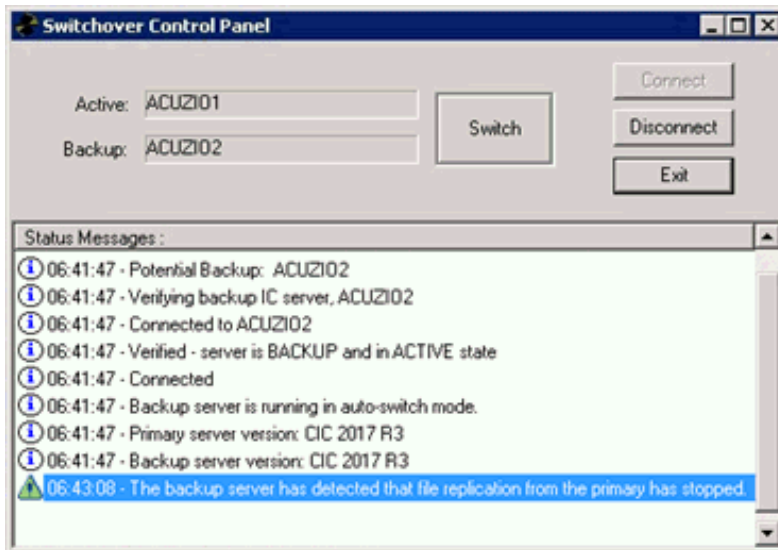 Switchover Control Panel
Connect
Active: ACUZIO1
Switch
Disconnect
Backup: ACUZIO2
Exit
Status Messages :
06:41:47 - Potential Backup: ACUZIO2
06:41:47 - Verifying backup IC server, ACUZIO2
06:41:47 - Connected to ACUZIO2
06:41:47 - Verified - server is BACKUP and in ACTIVE state
06:41:47 - Connected
06:41:47 - Backup server is running in auto-switch mode.
06:41:47 - Primary server version: CIC 2017 R3
06:41:47 - Backup server version: CIC 2017 R3
06:43:08 - The backup server has detected that file replication from the primary has stopped.